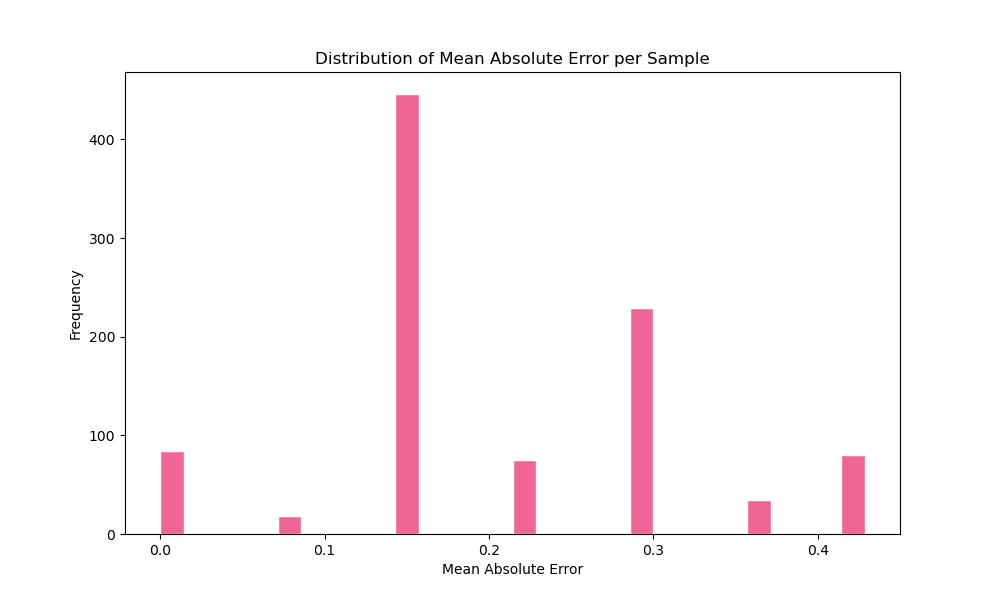 Distribution of Mean Absolute Error per Sample
Frequency
400
300
200
100
0
0.0 0.1 0.2 0.3 0.4
Mean Absolute Error